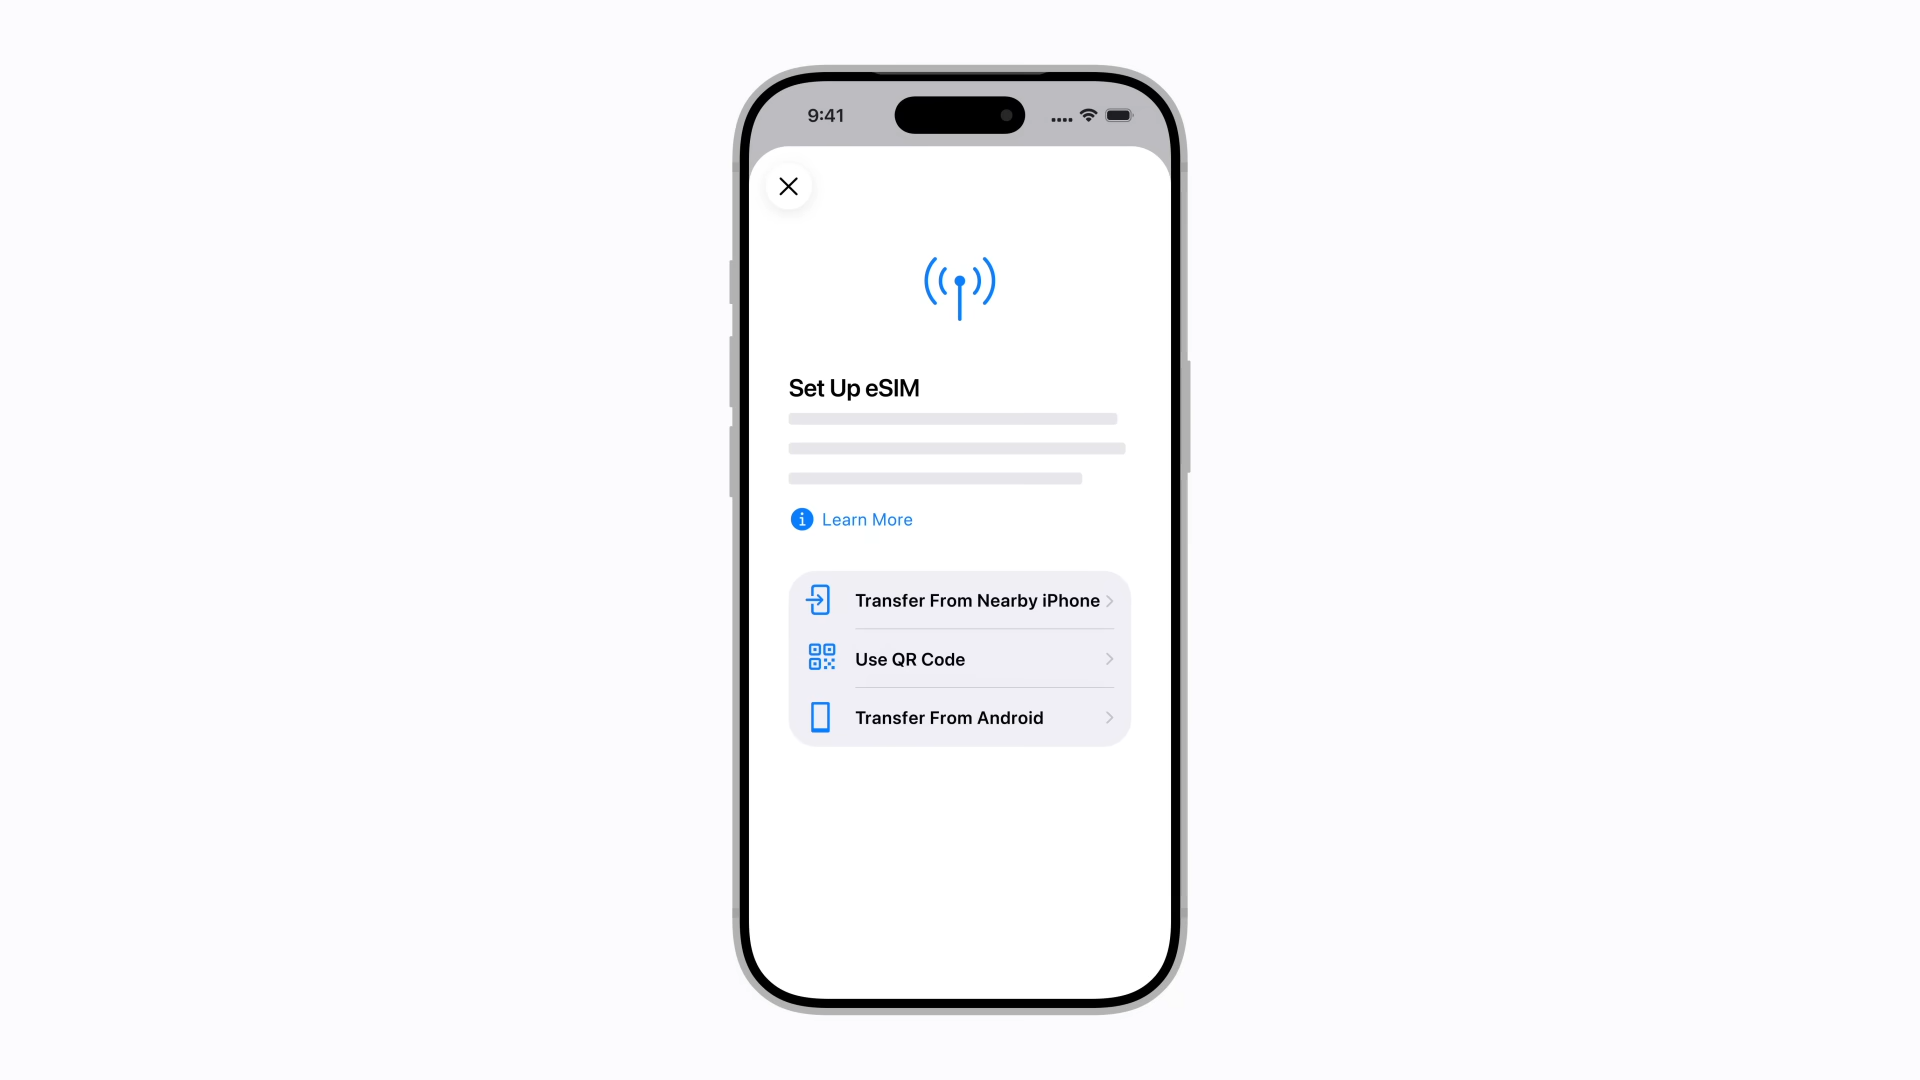 9:41
Set Up eSIM
Learn More
Transfer From Nearby iPhone
Use QR Code
Transfer From Android